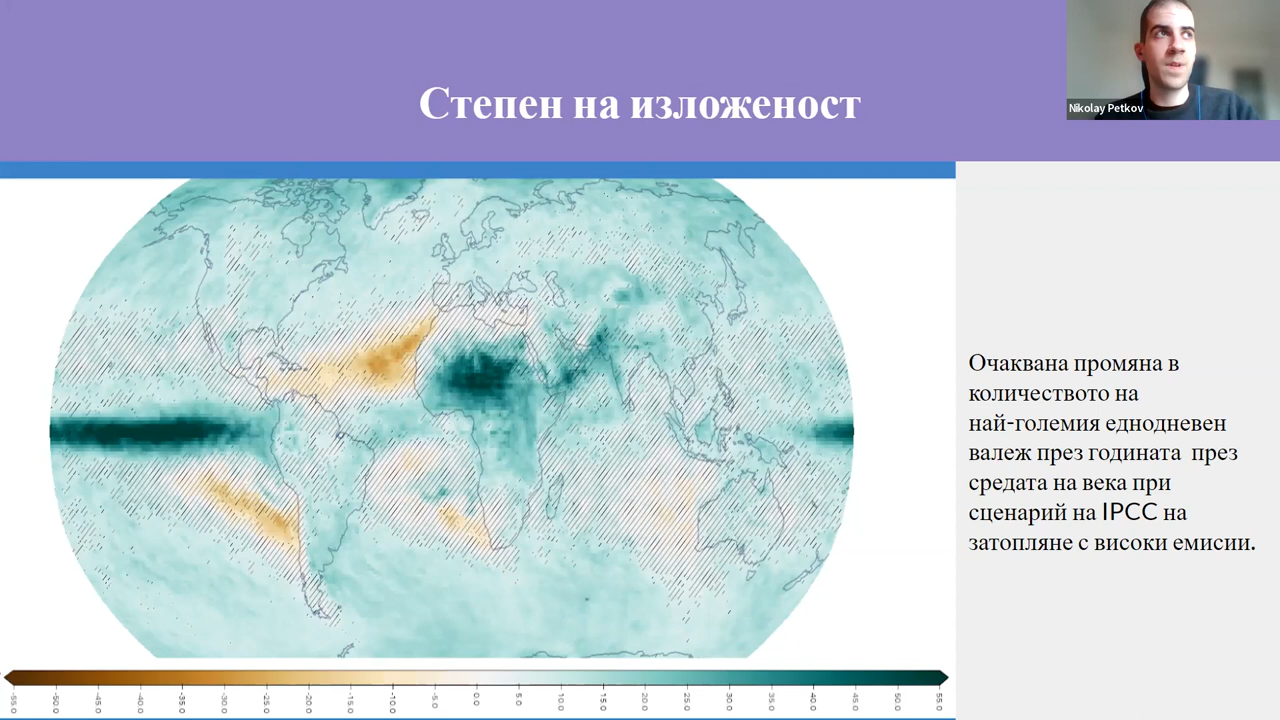 Степен на изложеност
Nikolay Petkov
Очаквана промяна в
количеството на
най-големия еднодневен
валеж през годината през
средата на века при
сценарий на IPCC на
затопляне с високи емисии.
-55.0 -50.0 -45.0 -40.0 -35.0 -30.0 -25.0 -20.0 -15.0 -10.0 -5.0 0.0 5.0 10.0 15.0 20.0 25.0 30.0 35.0 40.0 45.0 50.0 55.0